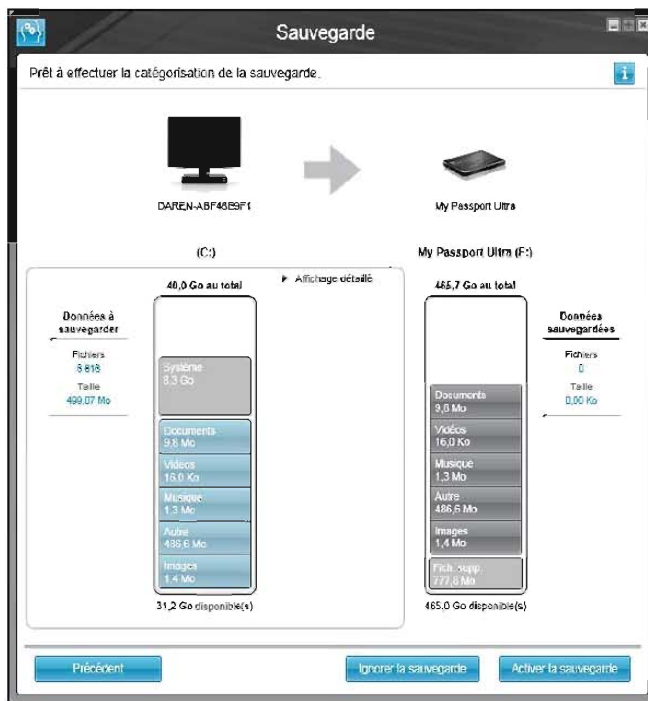 Sauvegarde
Prêt à effectuer la catégorisation de la sauvegarde.
DAREN-ABF48E9F1
My Passport Ultra
(C:)
My Passport Ultra (F:)
40,0 Go au total
Affichage détaillé
465,7 Go au total
Données à
sauvegarder
Fichiers
6 618
Taille
499,07 Mo
Système
8,3 Go
Documents
9,8 Mo
Vidéos
16,0 Ko
Musique
1,3 Mo
Autre
486,6 Mo
Images
1,4 Mo
31,2 Go disponible(s)
Documents
9,8 Mo
Vidéos
16,0 Ko
Musique
1,3 Mo
Autre
486,6 Mo
Images
1,4 Mo
Fich. supp.
777,8 Mo
465,0 Go disponible(s)
Données
sauvegardées
Fichiers
0
Taille
0,00 Ko
Précédent
Ignorer la sauvegarde
Activer la sauvegarde